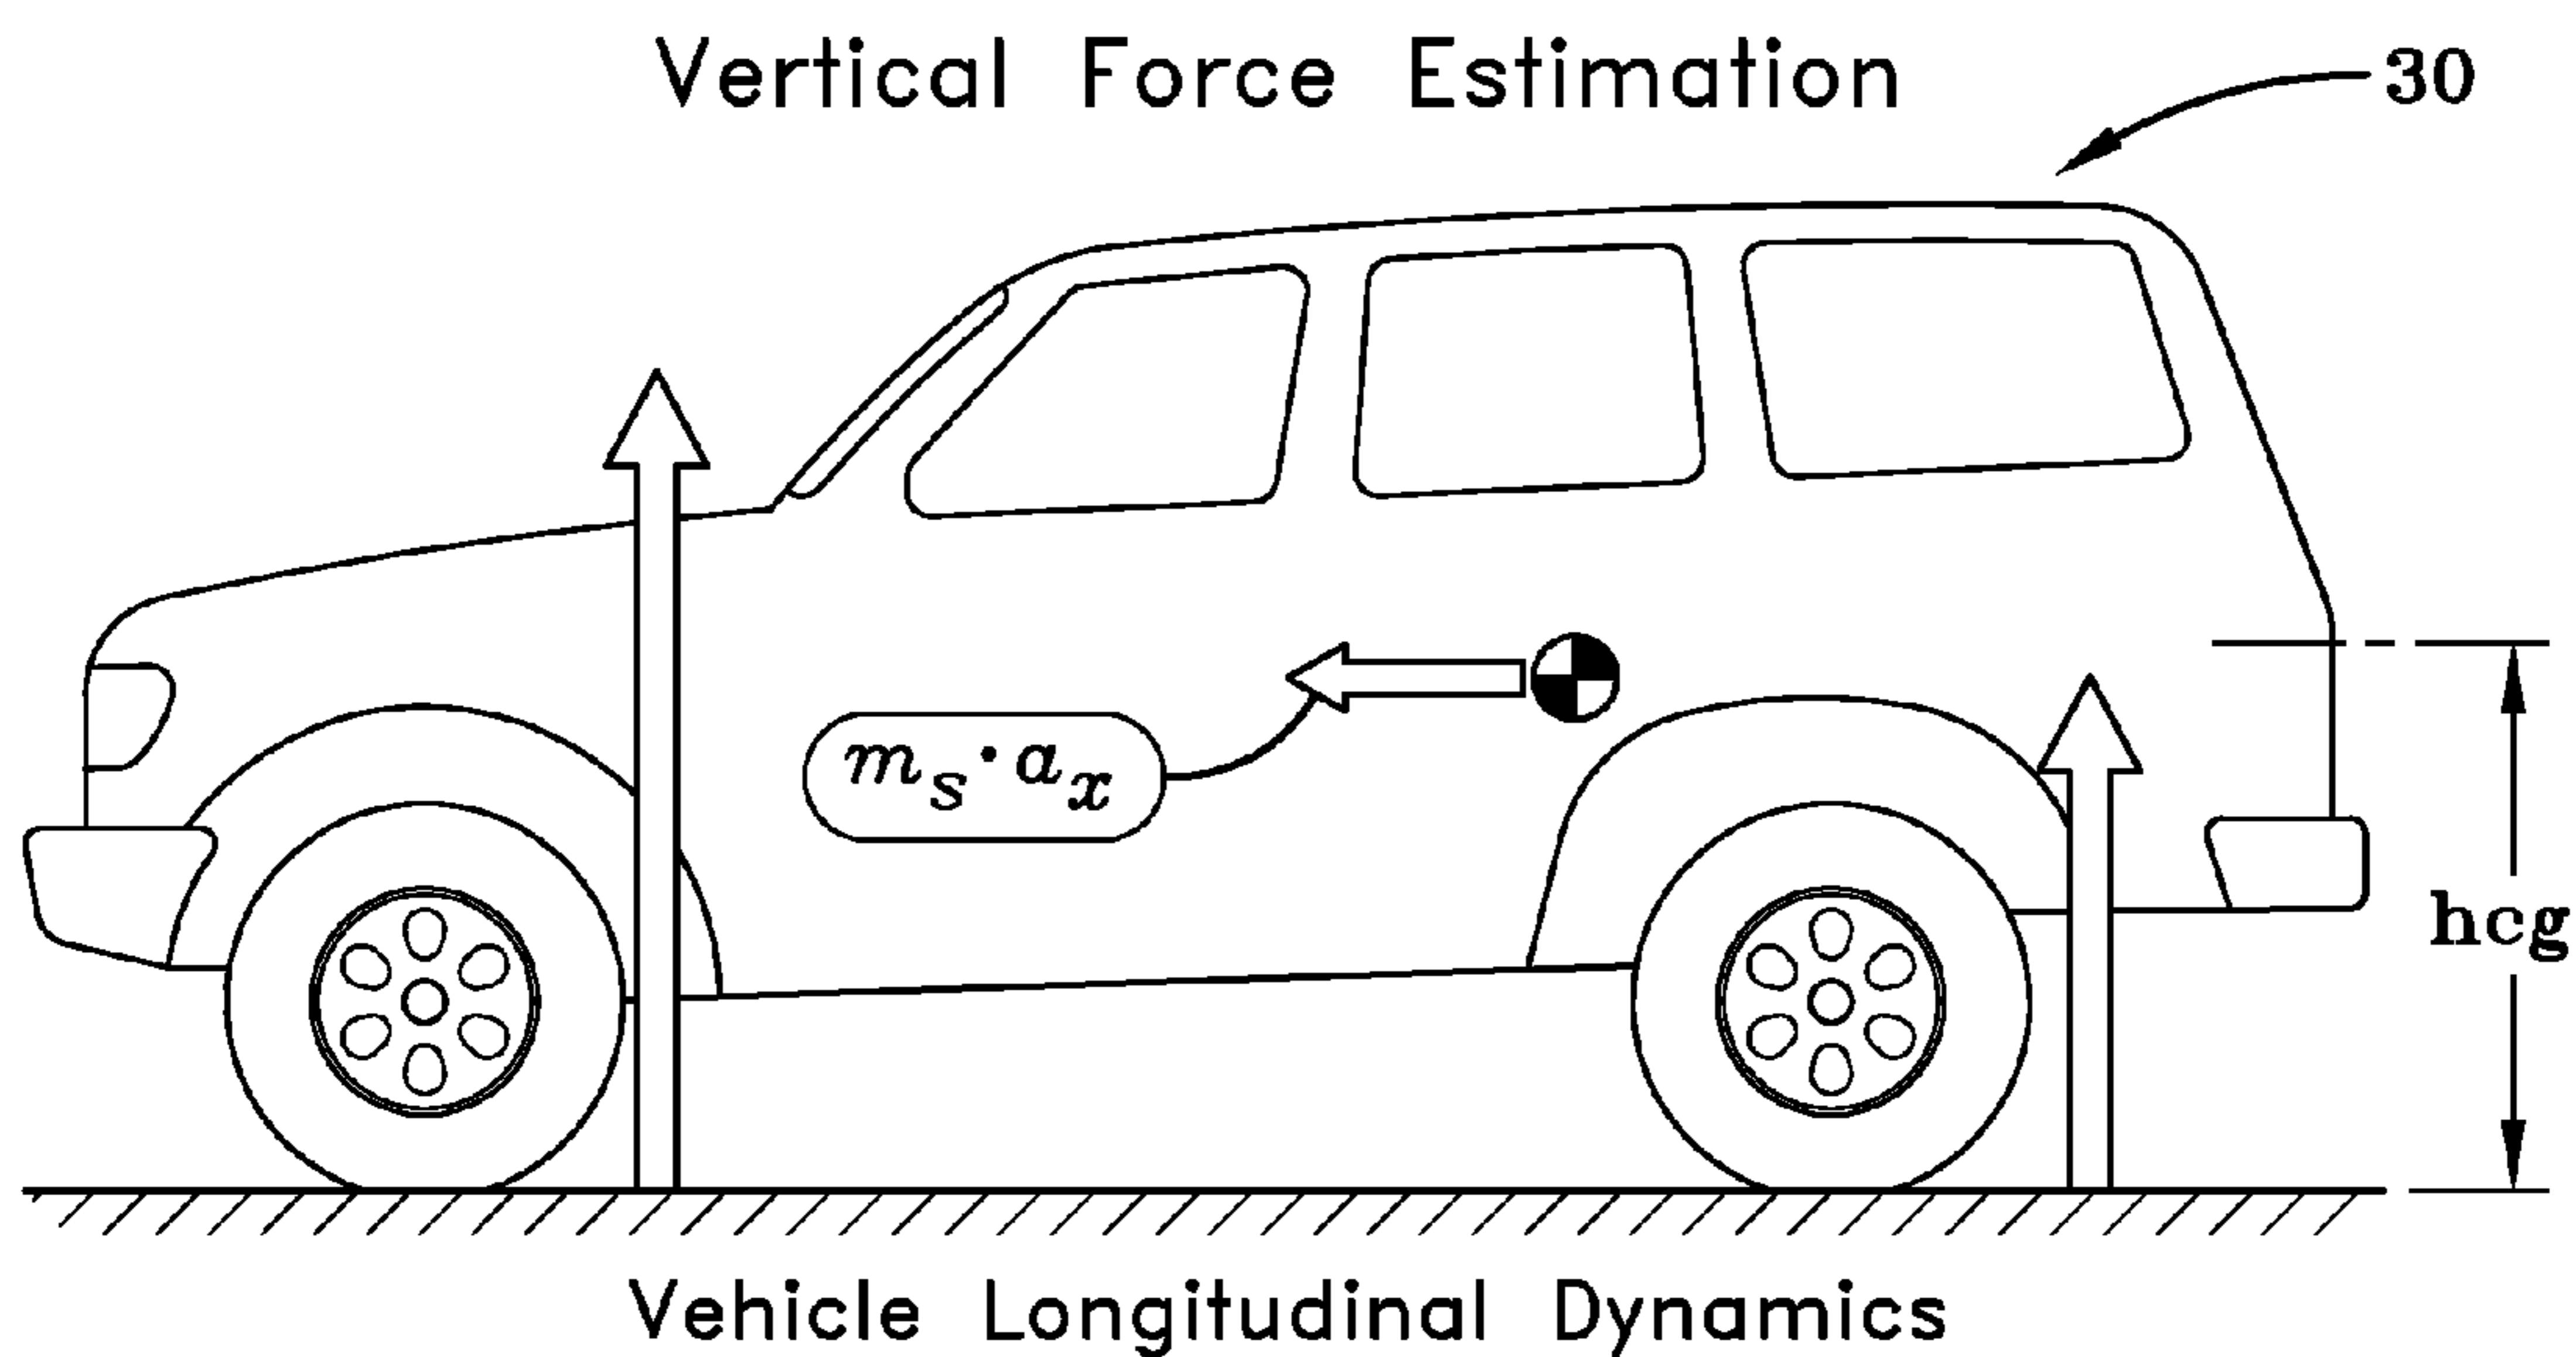 Vertical Force Estimation
30
m_s · a_x
hcg
Vehicle Longitudinal Dynamics